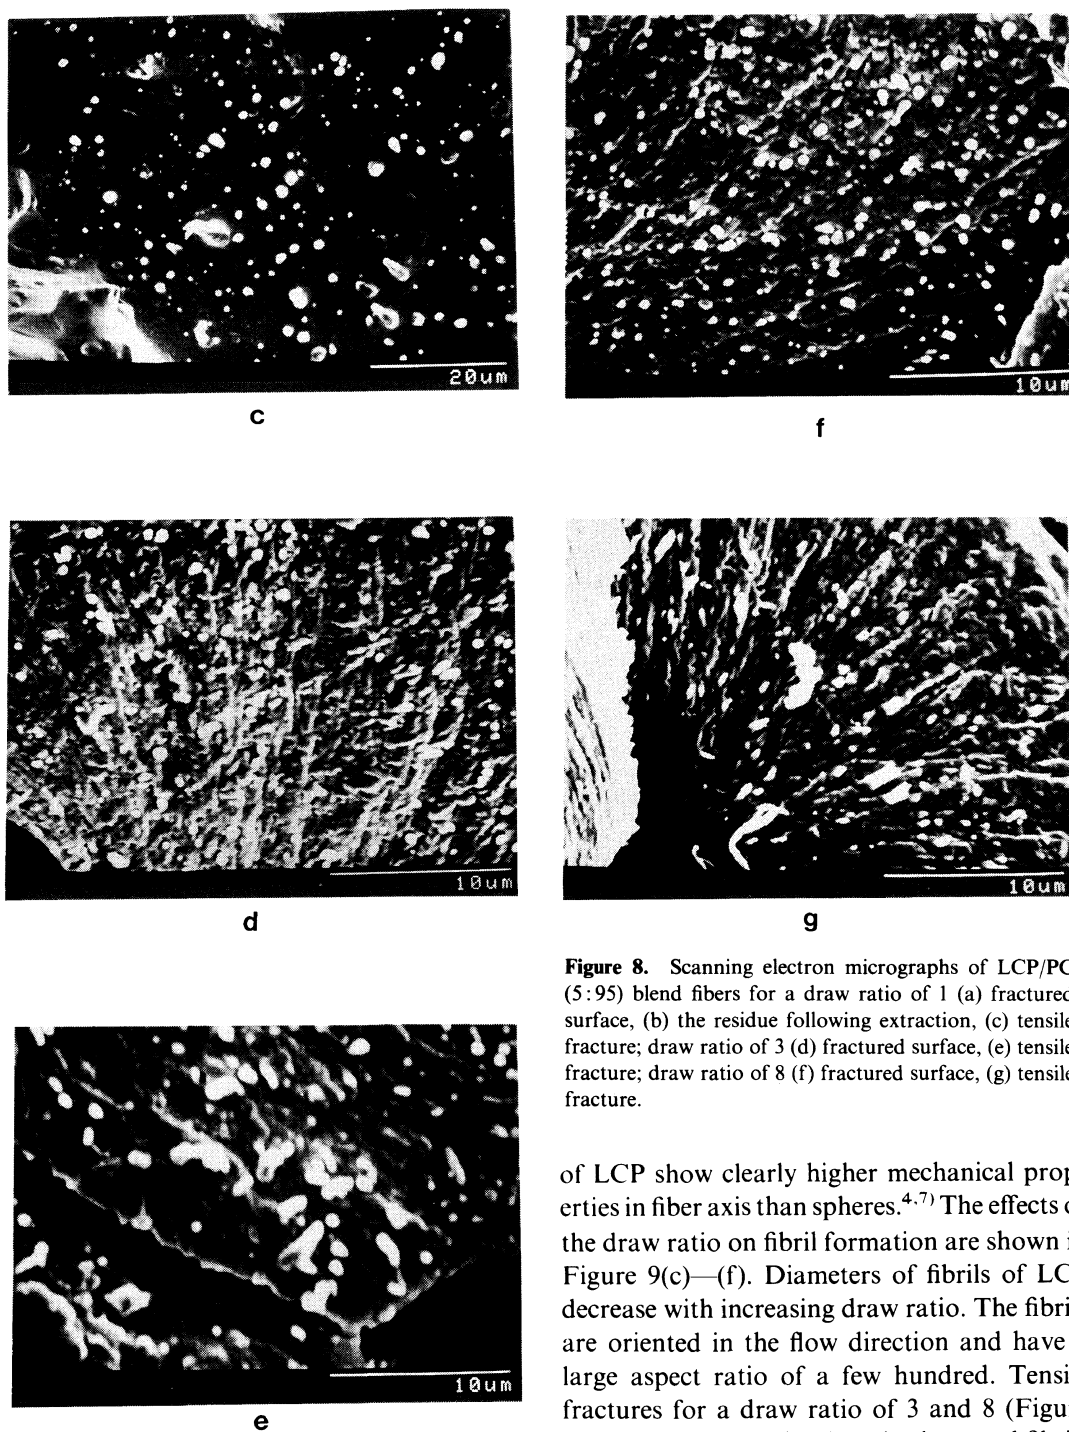 20um
c
10um
f
10um
d
10um
g
10um
e
Figure 8. Scanning electron micrographs of LCP/PC
(5:95) blend fibers for a draw ratio of 1 (a) fractured
surface, (b) the residue following extraction, (c) tensile
fracture; draw ratio of 3 (d) fractured surface, (e) tensile
fracture; draw ratio of 8 (f) fractured surface, (g) tensile
fracture.
of LCP show clearly higher mechanical prop
erties in fiber axis than spheres.4,7) The effects
the draw ratio on fibril formation are shown
Figure 9(c)—(f). Diameters of fibrils of LC
decrease with increasing draw ratio. The fibri
are oriented in the flow direction and have
large aspect ratio of a few hundred. Tensi
fractures for a draw ratio of 3 and 8 (Figur